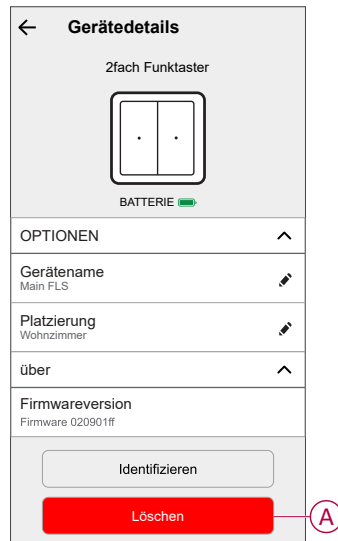 Gerätedetails
2fach Funktaster
BATTERIE
OPTIONEN
Gerätename
Main FLS
Platzierung
Wohnzimmer
über
Firmwareversion
Firmware 020901ff
Identifizieren
Löschen
A